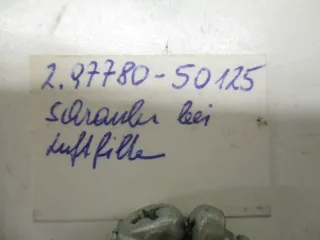 2.97780-50125
Schrauben bei
Luftfilter